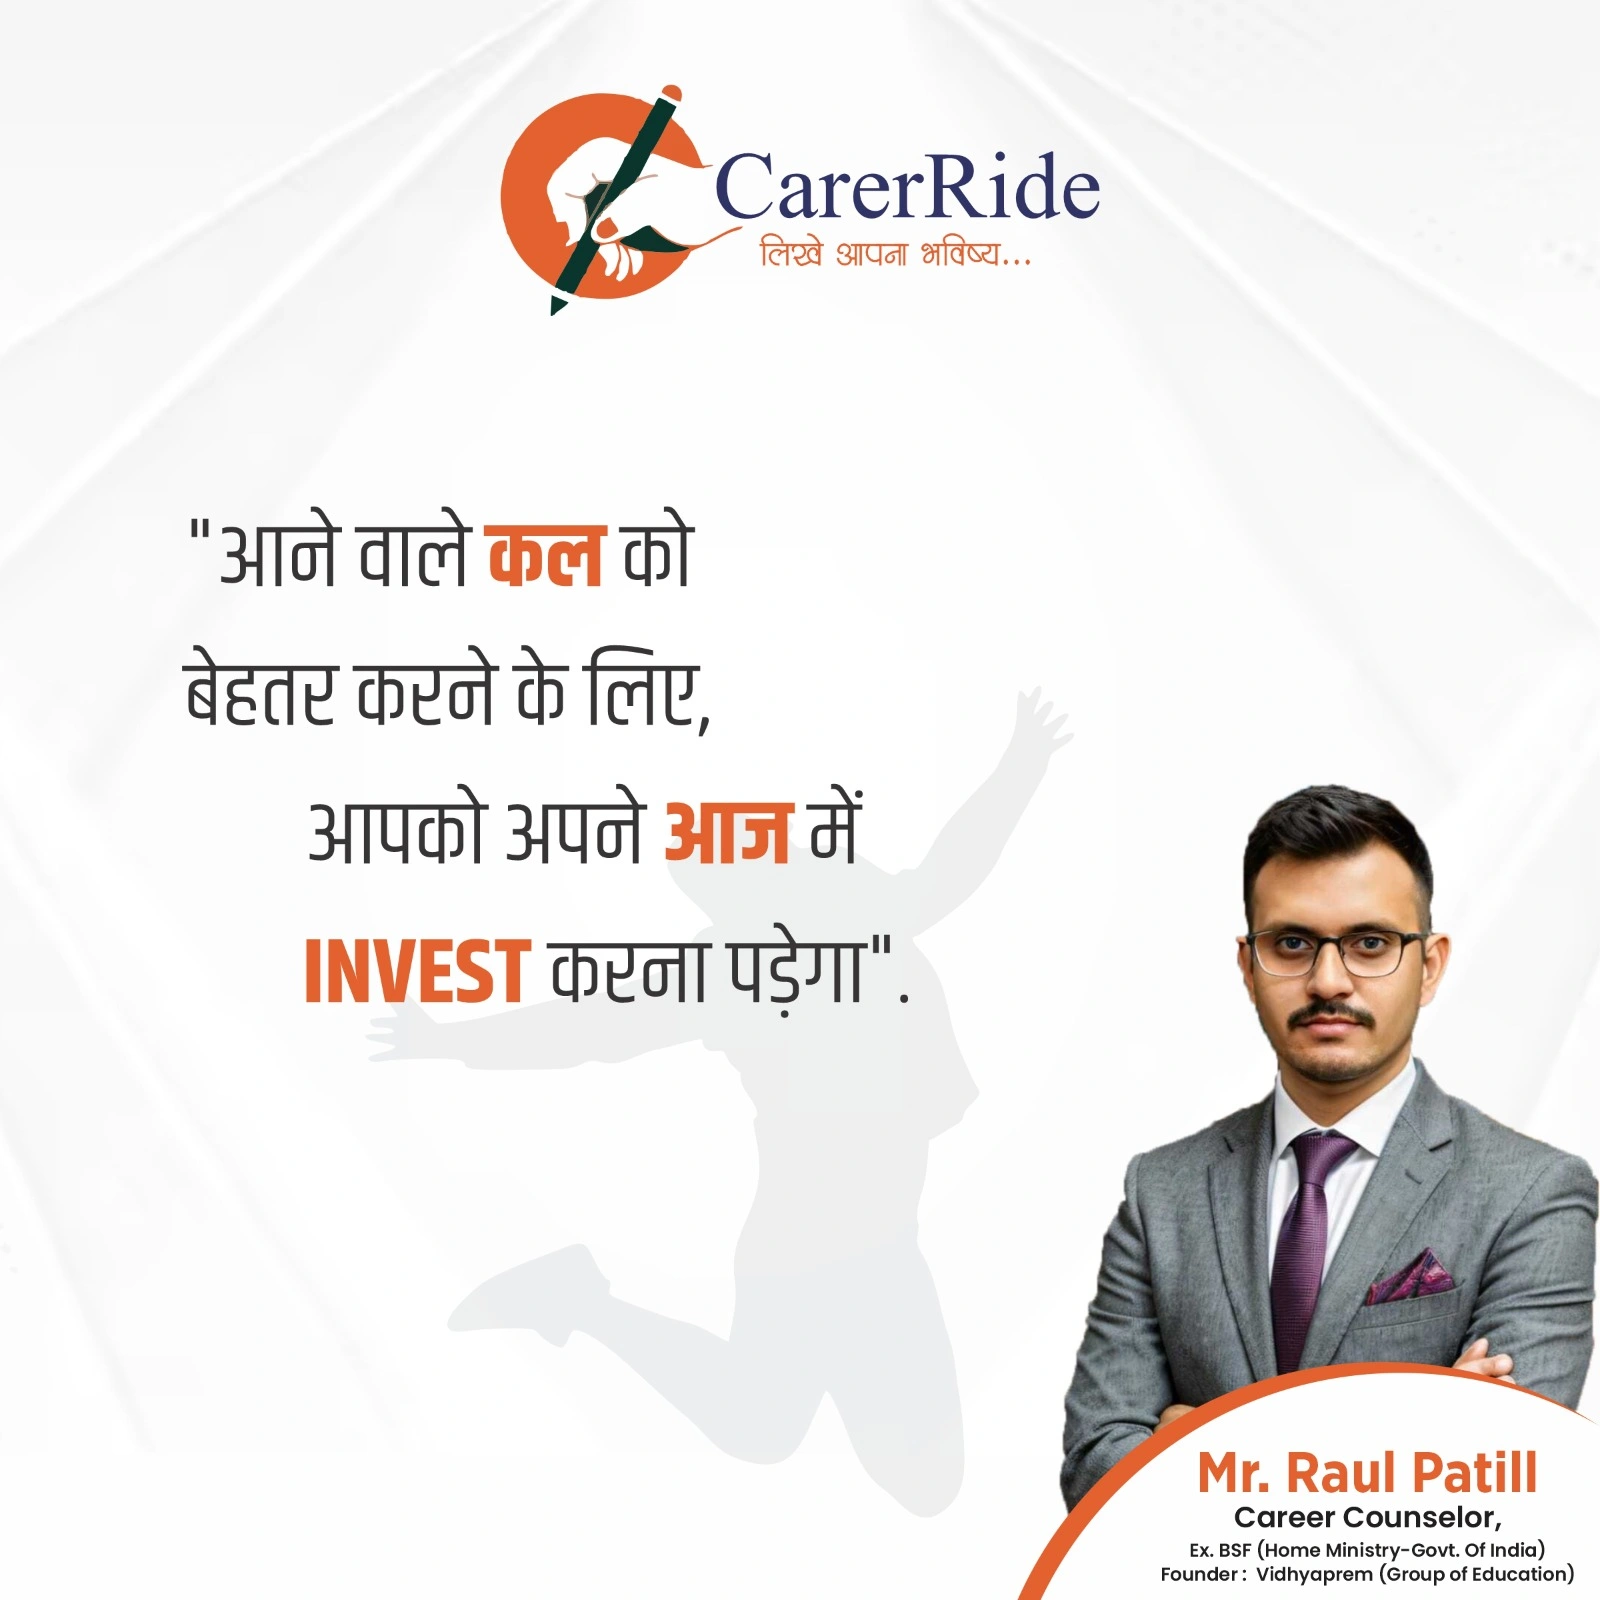 CarerRide
लिखे आपना भविष्य...
"आने वाले कल को
बेहतर करने के लिए,
आपको अपने आज में
INVEST करना पड़ेगा" .
Mr. Raul Patill
Career Counselor,
Ex. BSF (Home Ministry-Govt. Of India)
Founder : Vidhyaprem (Group of Education)